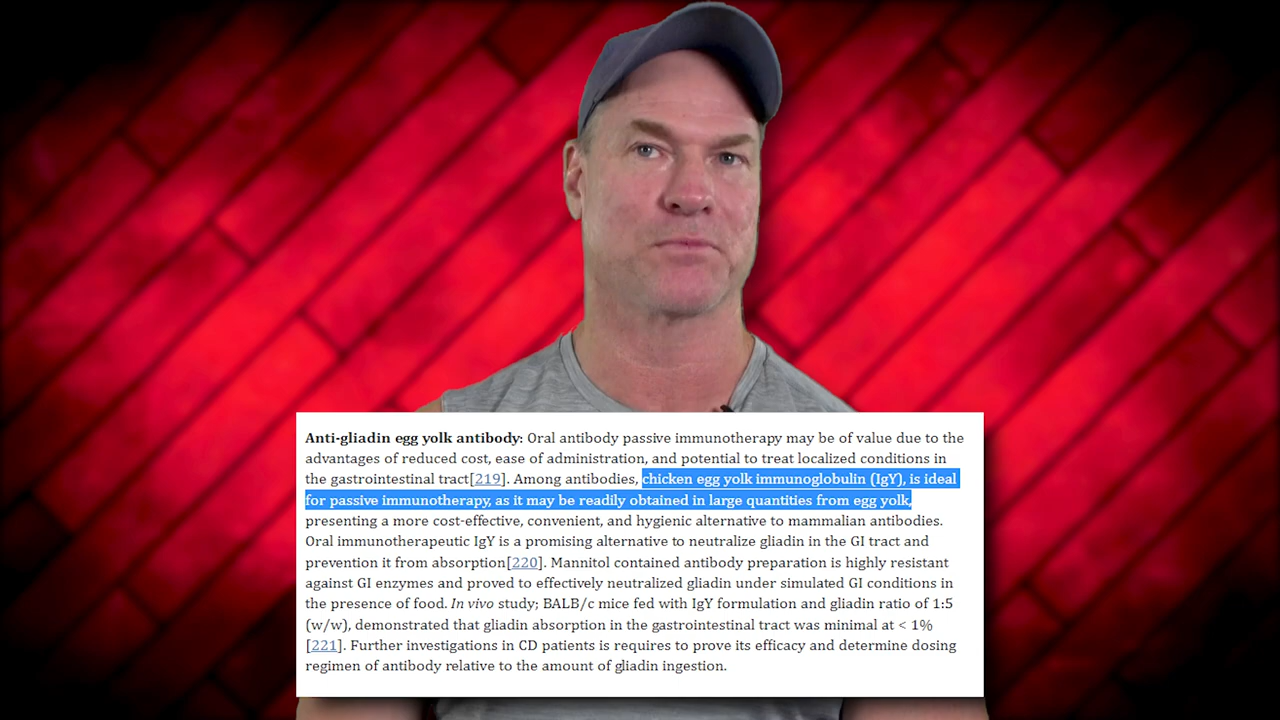 Anti-gliadin egg yolk antibody: Oral antibody passive immunotherapy may be of value due to the
advantages of reduced cost, ease of administration, and potential to treat localized conditions in
the gastrointestinal tract[219]. Among antibodies, chicken egg yolk immunoglobulin (IgY), is ideal
for passive immunotherapy, as it may be readily obtained in large quantities from egg yolk,
presenting a more cost-effective, convenient, and hygienic alternative to mammalian antibodies.
Oral immunotherapeutic IgY is a promising alternative to neutralize gliadin in the GI tract and
prevention it from absorption[220]. Mannitol contained antibody preparation is highly resistant
against GI enzymes and proved to effectively neutralized gliadin under simulated GI conditions in
the presence of food. In vivo study; BALB/c mice fed with IgY formulation and gliadin ratio of 1:5
(w/w), demonstrated that gliadin absorption in the gastrointestinal tract was minimal at < 1%
[221]. Further investigations in CD patients is requires to prove its efficacy and determine dosing
regimen of antibody relative to the amount of gliadin ingestion.